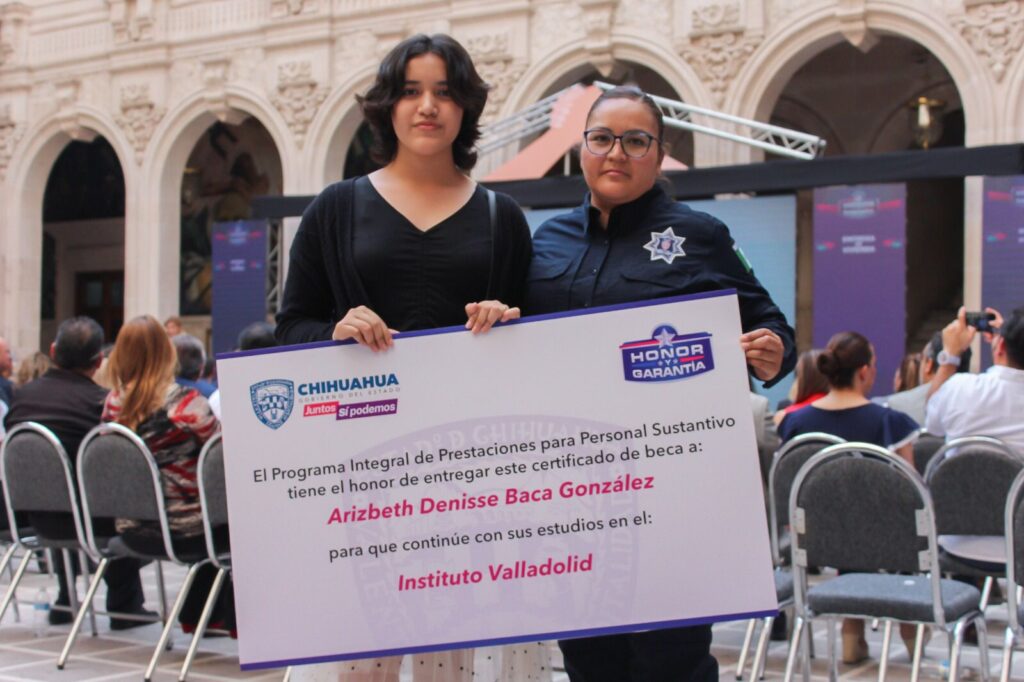 CHIHUAHUA
GOBIERNO DEL ESTADO
Juntos Sí podemos
HONOR
Y
GARANTÍA
El Programa Integral de Prestaciones para Personal Sustantivo
tiene el honor de entregar este certificado de beca a:
Arizbeth Denisse Baca González
para que continúe con sus estudios en el:
Instituto Valladolid